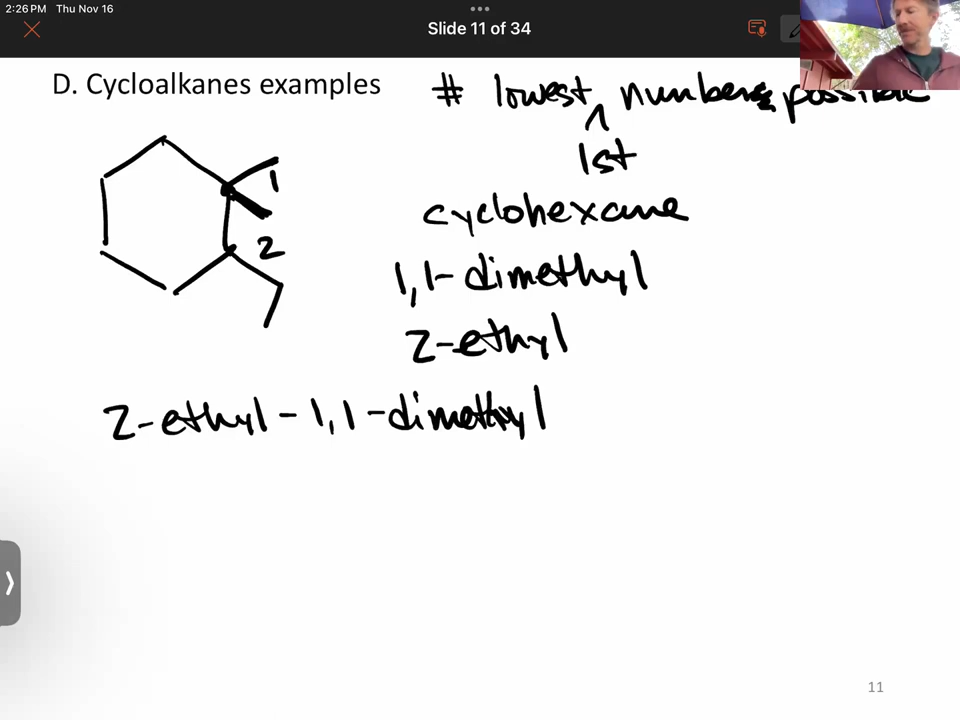 2:26 PM Thu Nov 16
Slide 11 of 34
D. Cycloalkanes examples
# lowest numbers possible
^
1st
1
2
cyclohexane
1,1-dimethyl
2-ethyl
2-ethyl-1,1-dimethyl
11